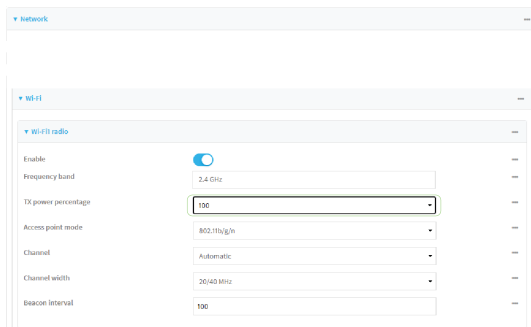 Network
Wi-Fi
Wi-Fi1 radio
Enable
Frequency band 2.4 GHz
TX power percentage 100
Access point mode 802.11b/g/n
Channel Automatic
Channel width 20/40 MHz
Beacon interval 100